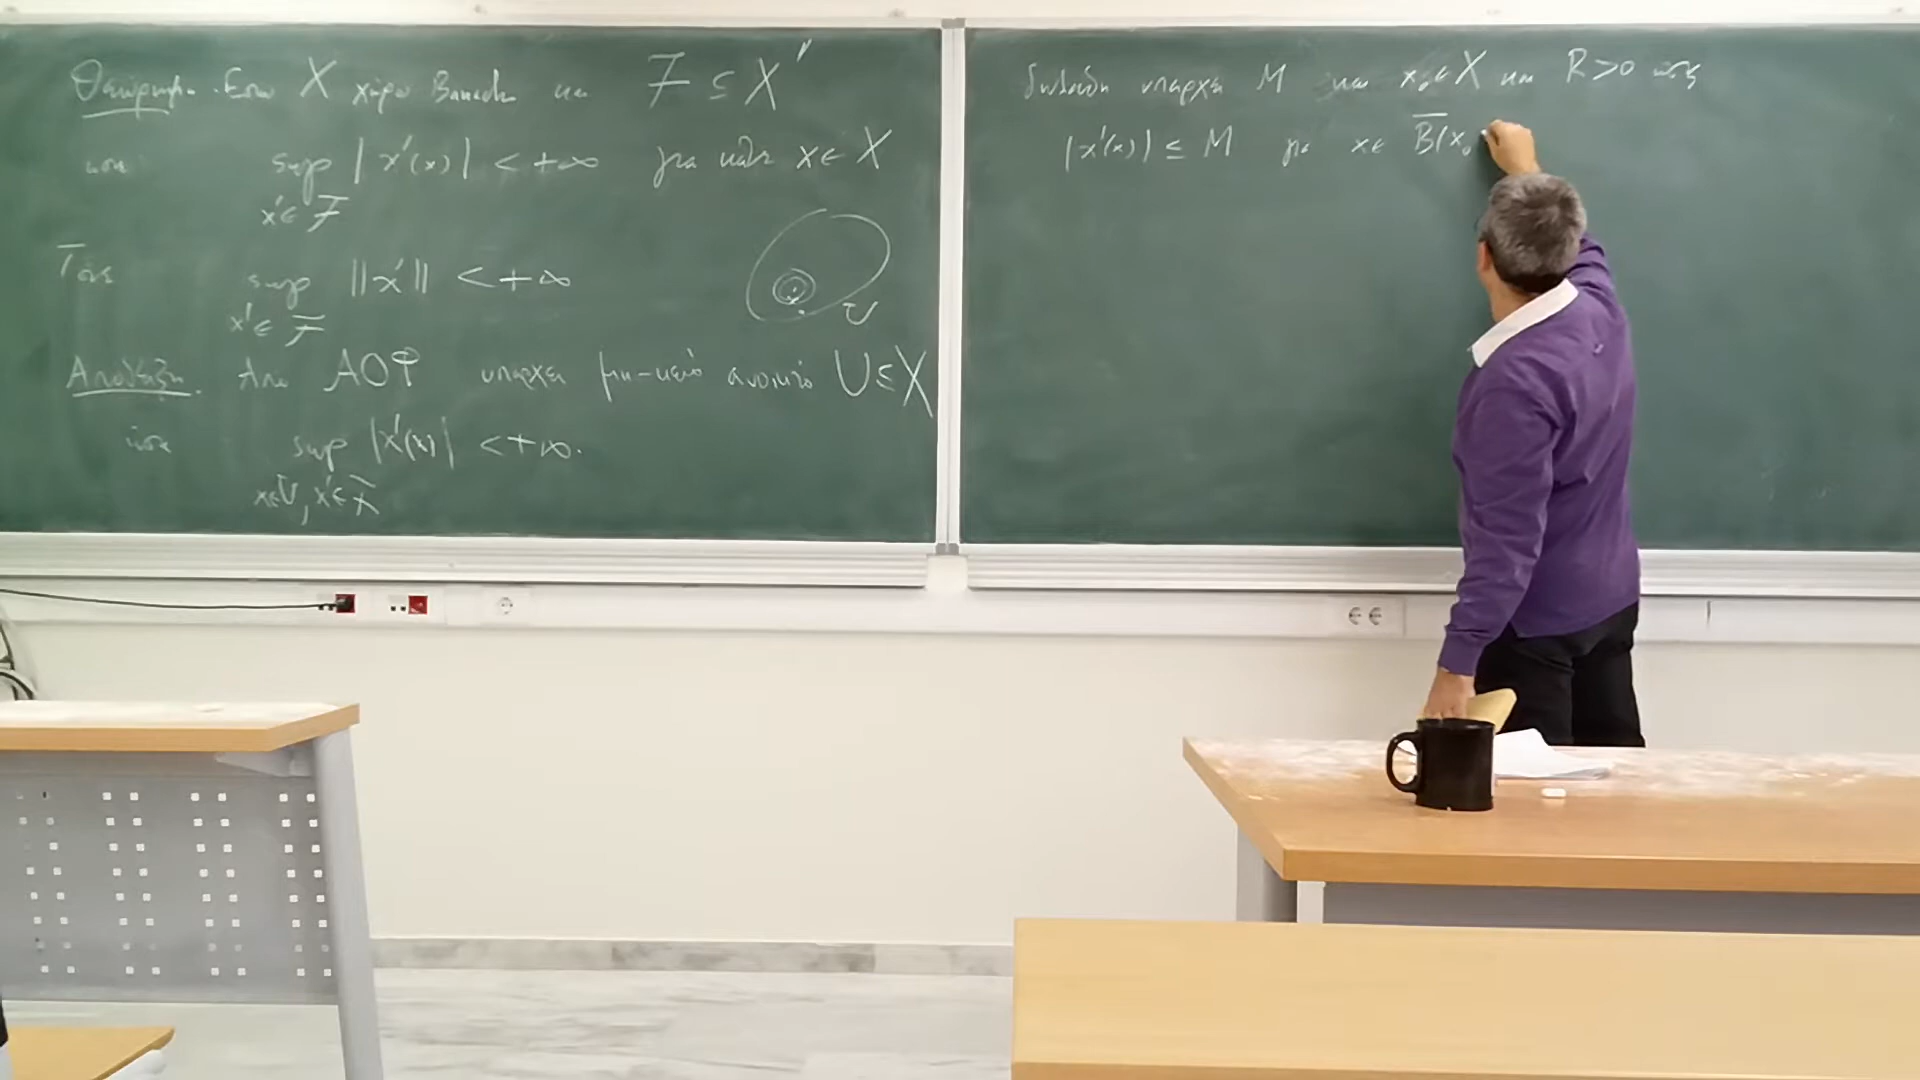 Θεώρημα. Έστω X χώρος Banach και F ⊆ X'
ώστε sup |x'(x)| < +∞ για κάθε x ∈ X
x' ∈ F
Τότε sup ||x'|| < +∞
x' ∈ F
U
Απόδειξη. Από ΑΟΦ υπάρχει μη-κενό ανοικτό U ⊆ X
ώστε sup |x'(x)| < +∞.
x∈U, x'∈
δηλαδή υπάρχει M και x₀ ∈ X και R>0 ώστε
|x'(x)| ≤ M για x ∈ B̅(x₀